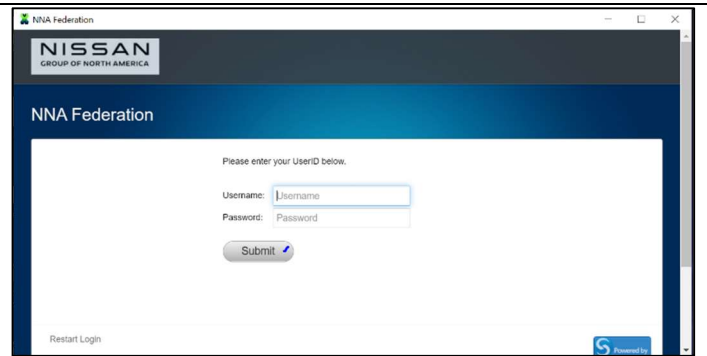 NNA Federation
NISSAN
GROUP OF NORTH AMERICA
NNA Federation
Please enter your UserID below.
Username: Username
Password: Password
Submit
Restart Login
S Powered by